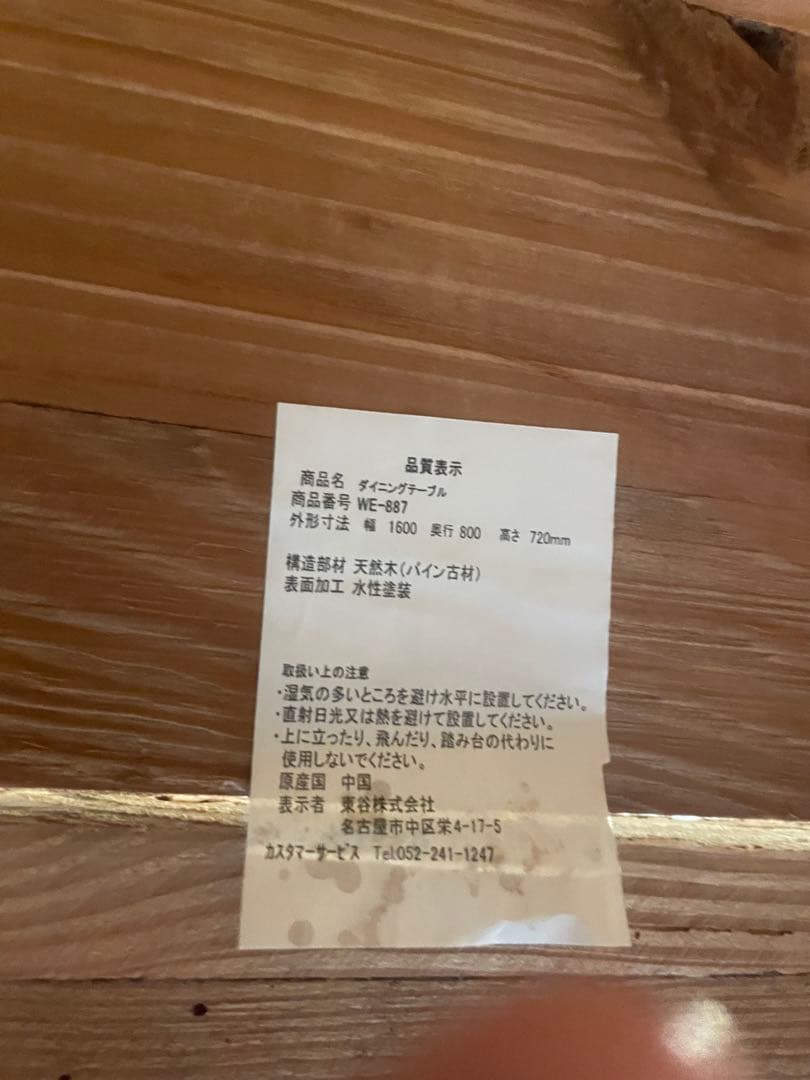 品質表示
商品名 ダイニングテーブル
商品番号 WE-887
外形寸法 幅 1600 奥行 800 高さ 720mm
構造部材 天然木(パイン古材)
表面加工 水性塗装
取扱い上の注意
・湿気の多いところを避け水平に設置してください。
・直射日光又は熱を避けて設置してください。
・上に立ったり、飛んだり、踏み台の代わりに
使用しないでください。
原産国 中国
表示者 東谷株式会社
名古屋市中区栄4-17-5
カスタマーサービス Tel.052-241-1247